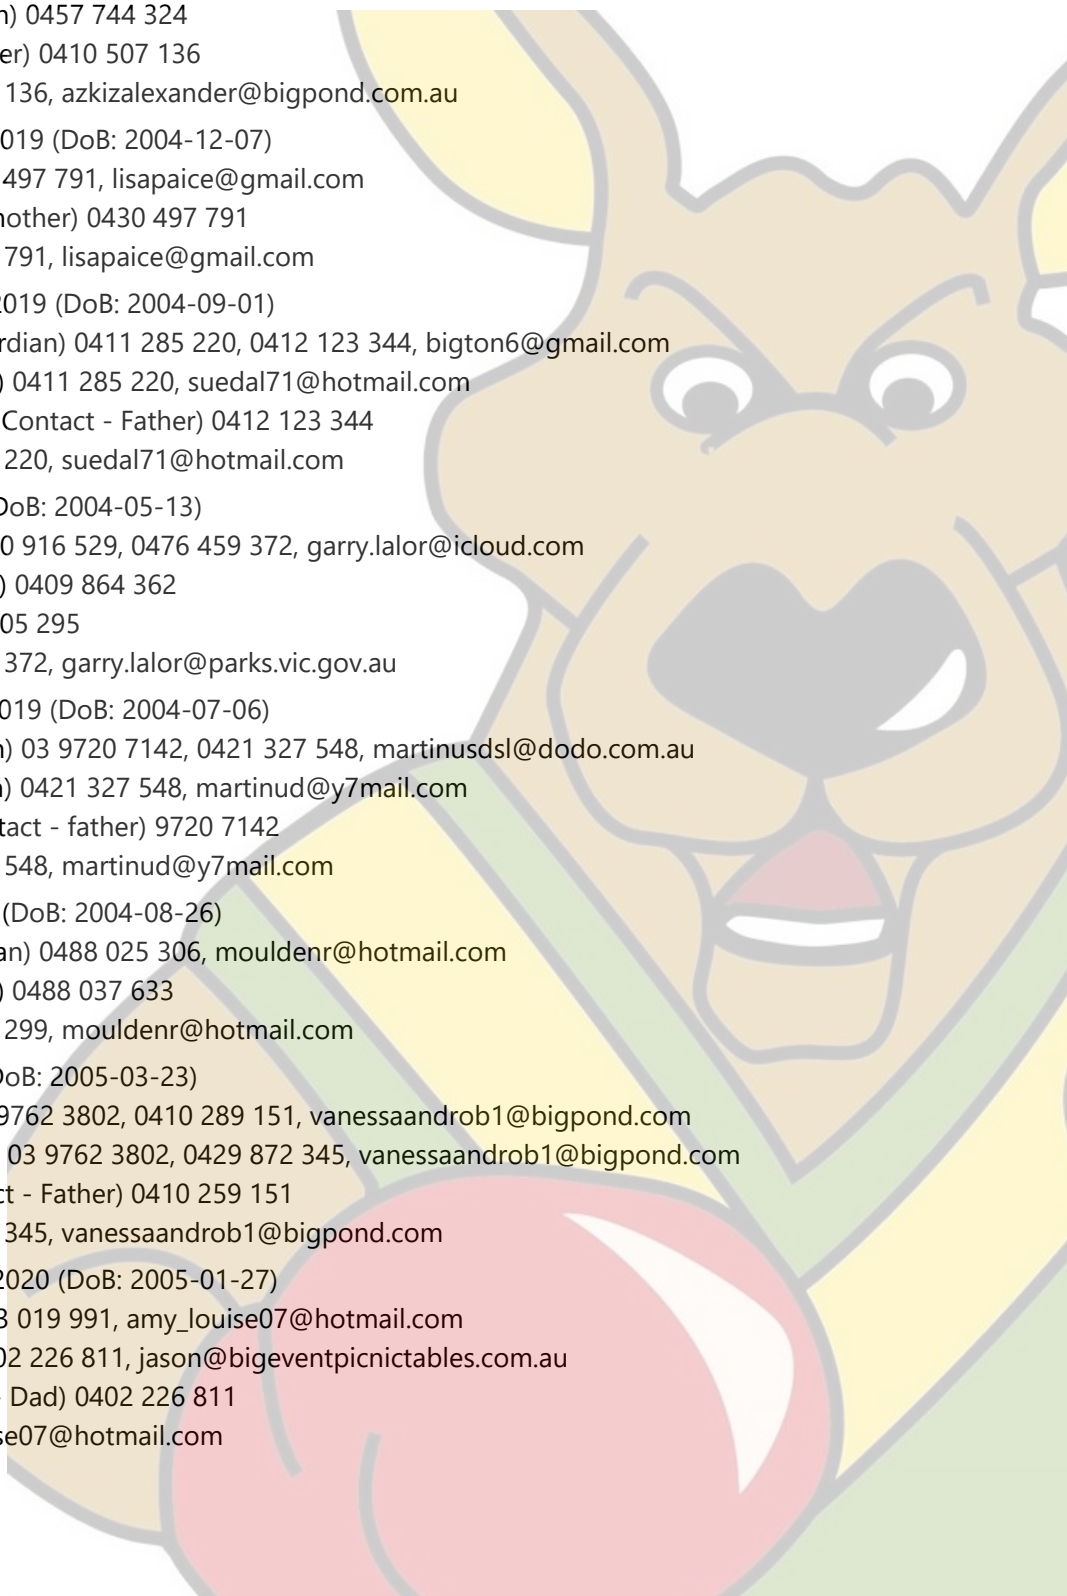 n) 0457 744 324
er) 0410 507 136
136, azkizalexander@bigpond.com.au
019 (DoB: 2004-12-07)
497 791, lisapaice@gmail.com
nother) 0430 497 791
791, lisapaice@gmail.com
2019 (DoB: 2004-09-01)
rdian) 0411 285 220, 0412 123 344, bigton6@gmail.com
) 0411 285 220, suedal71@hotmail.com
Contact - Father) 0412 123 344
220, suedal71@hotmail.com
DoB: 2004-05-13)
0 916 529, 0476 459 372, garry.lalor@icloud.com
) 0409 864 362
05 295
372, garry.lalor@parks.vic.gov.au
019 (DoB: 2004-07-06)
n) 03 9720 7142, 0421 327 548, martinusdsl@dodo.com.au
n) 0421 327 548, martinud@y7mail.com
tact - father) 9720 7142
548, martinud@y7mail.com
(DoB: 2004-08-26)
an) 0488 025 306, mouldenr@hotmail.com
) 0488 037 633
299, mouldenr@hotmail.com
DoB: 2005-03-23)
9762 3802, 0410 289 151, vanessaandrob1@bigpond.com
03 9762 3802, 0429 872 345, vanessaandrob1@bigpond.com
ct - Father) 0410 259 151
345, vanessaandrob1@bigpond.com
2020 (DoB: 2005-01-27)
3 019 991, amy_louise07@hotmail.com
02 226 811, jason@bigeventpicnictables.com.au
- Dad) 0402 226 811
se07@hotmail.com